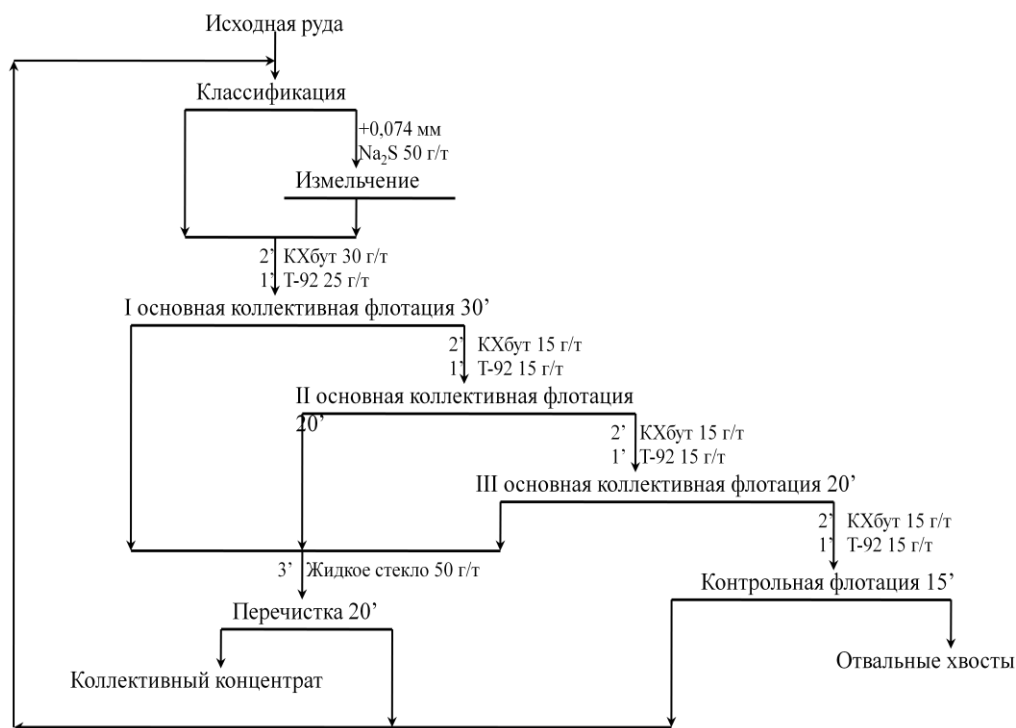 Исходная руда
Классификация
+0,074 мм
Na₂S 50 г/т
Измельчение
2’ КХбут 30 г/т
1’ Т-92 25 г/т
I основная коллективная флотация 30’
2’ КХбут 15 г/т
1’ Т-92 15 г/т
II основная коллективная флотация
20’
2’ КХбут 15 г/т
1’ Т-92 15 г/т
III основная коллективная флотация 20’
2’ КХбут 15 г/т
1’ Т-92 15 г/т
3’ Жидкое стекло 50 г/т
Контрольная флотация 15’
Перечистка 20’
Отвальные хвосты
Коллективный концентрат